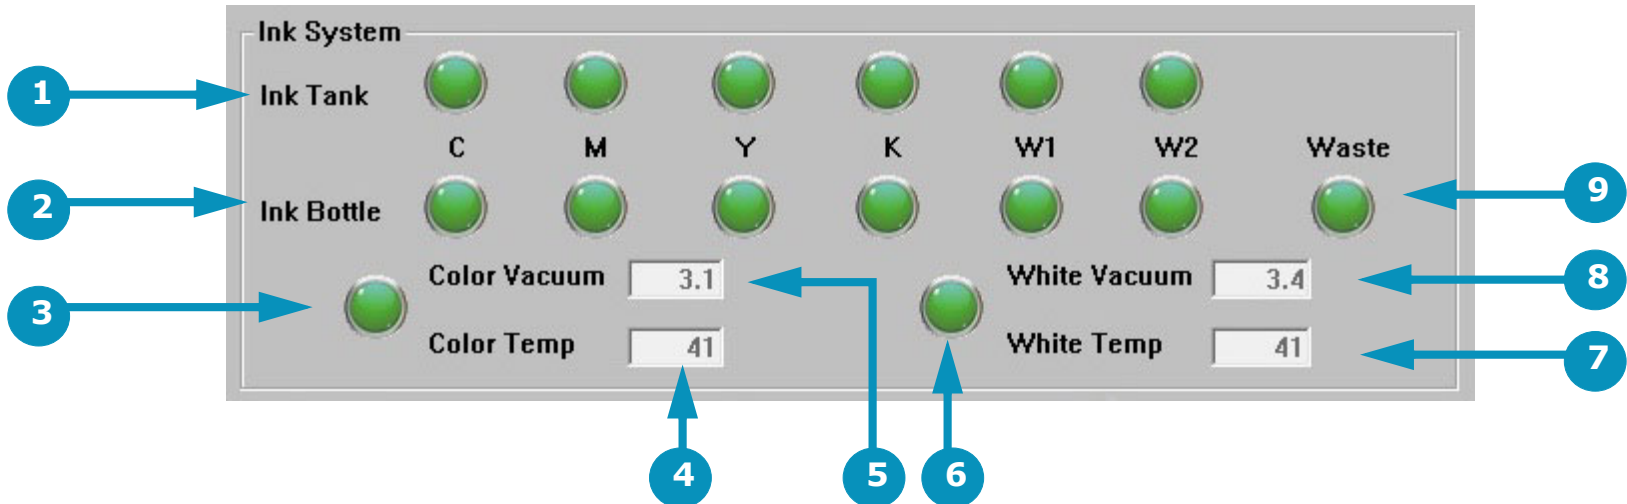 Ink System
1 Ink Tank
C M Y K W1 W2 Waste
2 Ink Bottle 9
Color Vacuum 3.1 White Vacuum 3.4 8
3
Color Temp 41 White Temp 41 7
4 5 6